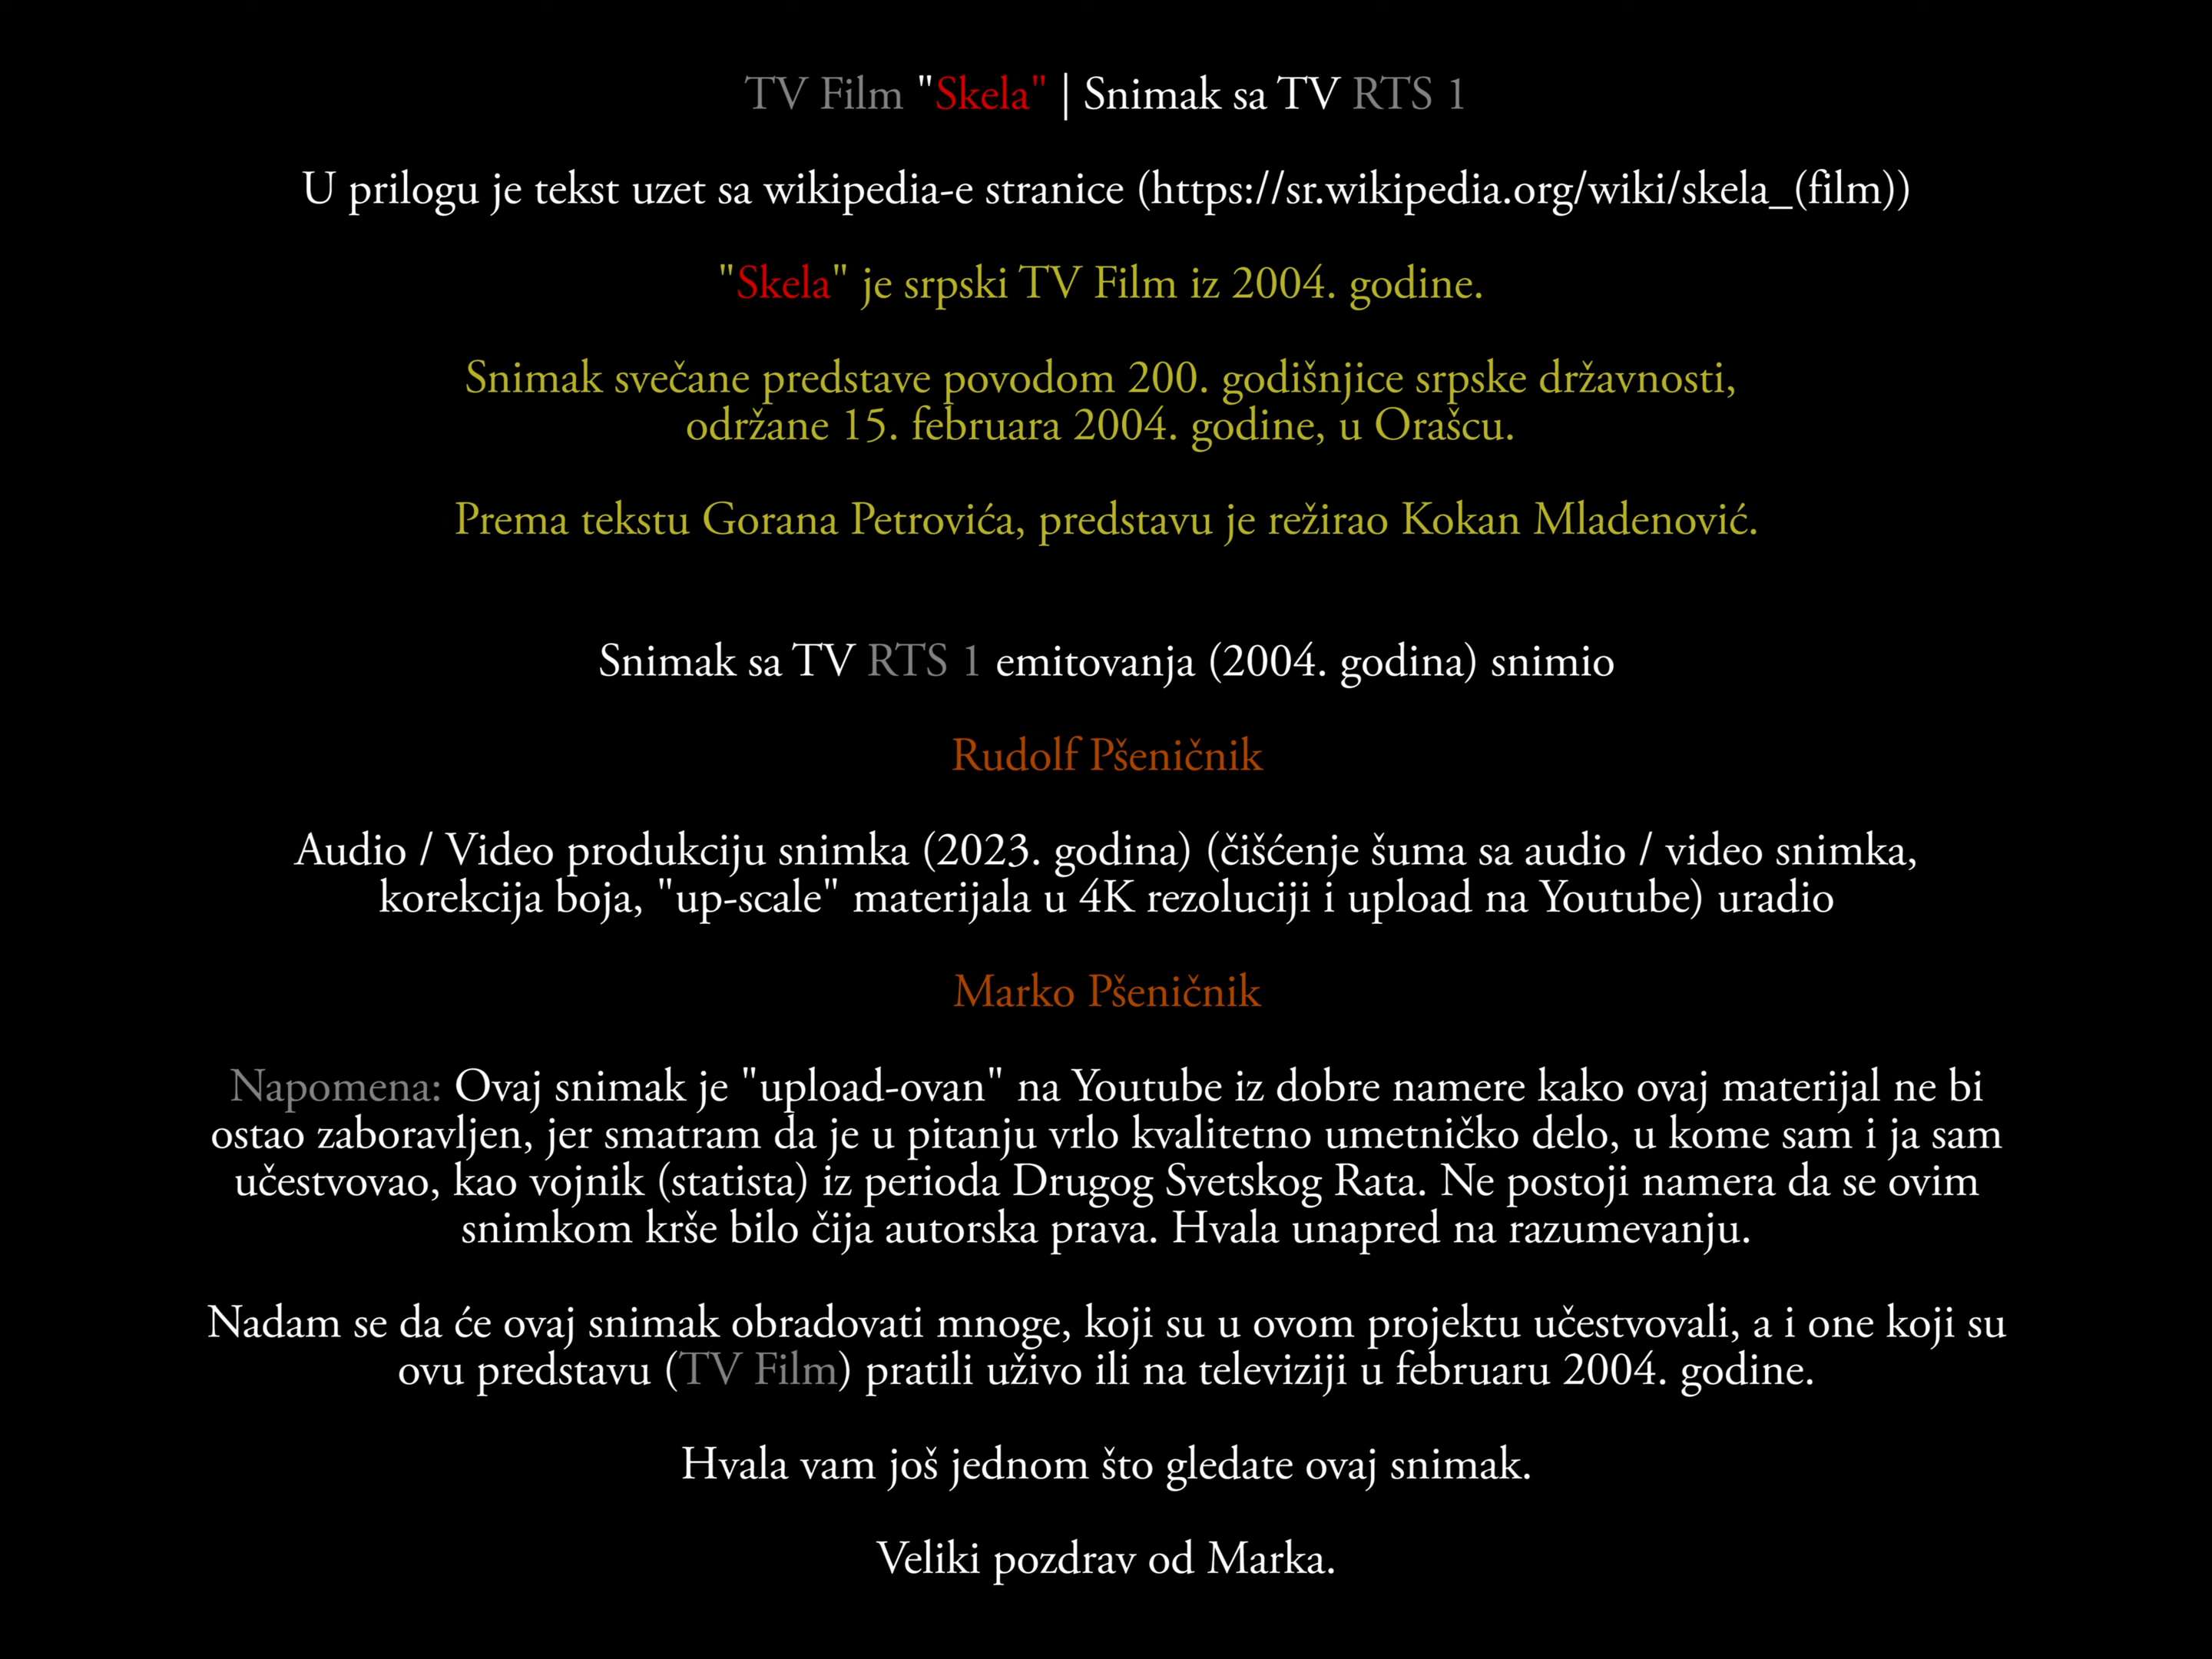 TV Film "Skela" | Snimak sa TV RTS 1
U prilogu je tekst uzet sa wikipedia-e stranice (https://sr.wikipedia.org/wiki/skela_(film))
"Skela" je srpski TV Film iz 2004. godine.
Snimak svečane predstave povodom 200. godišnjice srpske državnosti,
održane 15. februara 2004. godine, u Orašcu.
Prema tekstu Gorana Petrovića, predstavu je režirao Kokan Mladenović.
Snimak sa TV RTS 1 emitovanja (2004. godina) snimio
Rudolf Pšeničnik
Audio / Video produkciju snimka (2023. godina) (čišćenje šuma sa audio / video snimka,
korekcija boja, "up-scale" materijala u 4K rezoluciji i upload na Youtube) uradio
Marko Pšeničnik
Napomena: Ovaj snimak je "upload-ovan" na Youtube iz dobre namere kako ovaj materijal ne bi
ostao zaboravljen, jer smatram da je u pitanju vrlo kvalitetno umetničko delo, u kome sam i ja sam
učestvovao, kao vojnik (statista) iz perioda Drugog Svetskog Rata. Ne postoji namera da se ovim
snimkom krše bilo čija autorska prava. Hvala unapred na razumevanju.
Nadam se da će ovaj snimak obradovati mnoge, koji su u ovom projektu učestvovali, a i one koji su
ovu predstavu (TV Film) pratili uživo ili na televiziji u februaru 2004. godine.
Hvala vam još jednom što gledate ovaj snimak.
Veliki pozdrav od Marka.